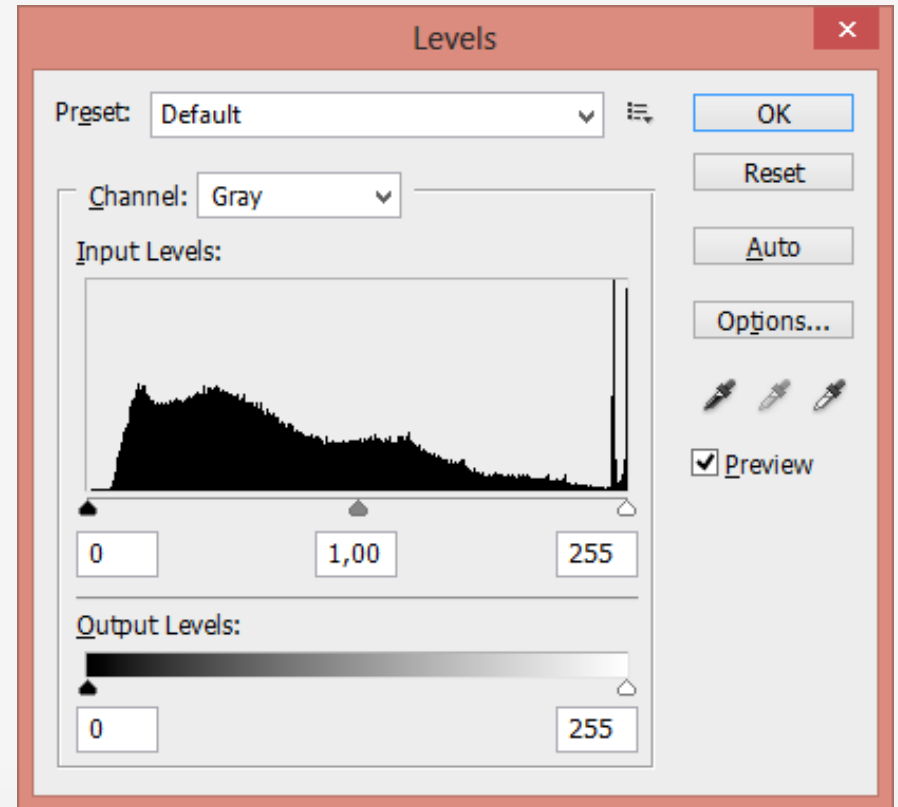 Levels
Preset: Default
OK
Reset
Channel: Gray
Auto
Input Levels:
Options...
Preview
0 1,00 255
Output Levels:
0 255